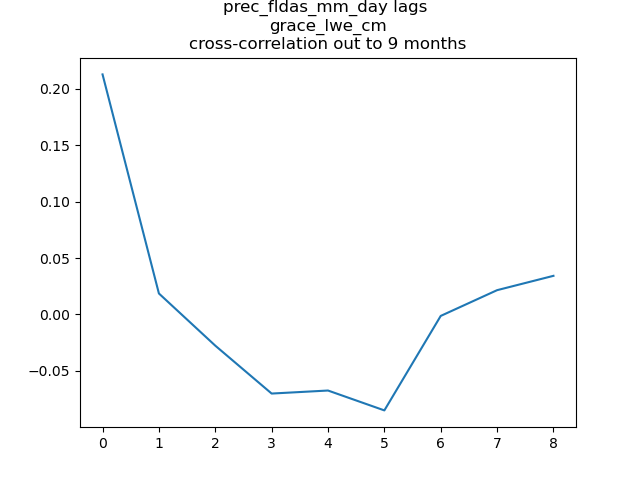 prec_fldas_mm_day lags
grace_lwe_cm
cross-correlation out to 9 months
0.20
0.15
0.10
0.05
0.00
−0.05
0 1 2 3 4 5 6 7 8